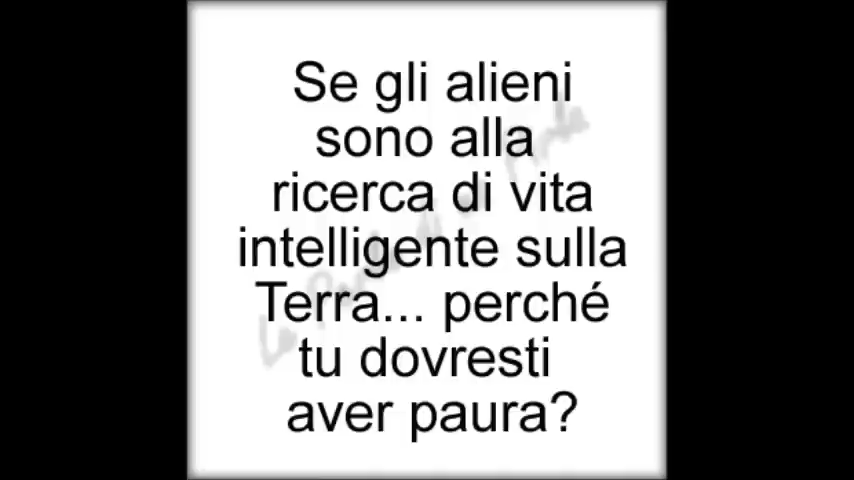 Se gli alieni
sono alla
ricerca di vita
intelligente sulla
Terra... perché
tu dovresti
aver paura?